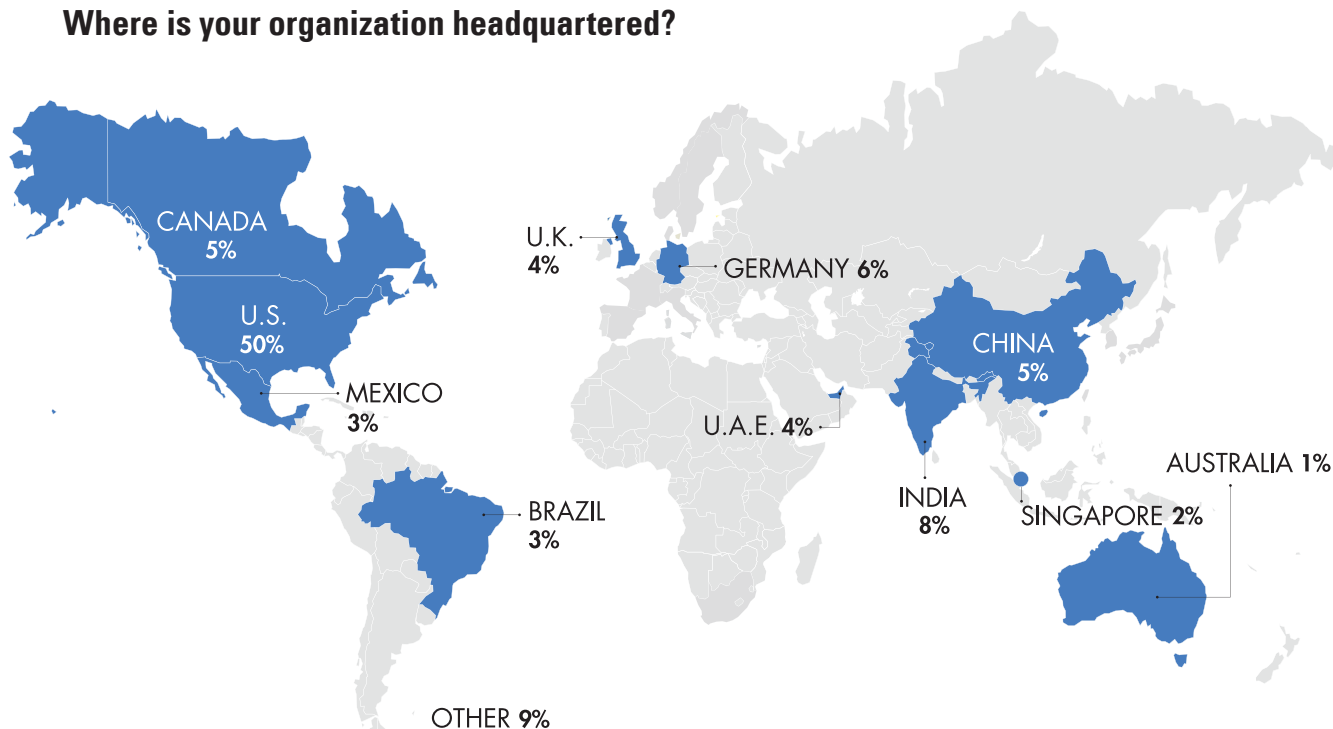 Where is your organization headquartered?
CANADA
5%
U.S.
50%
MEXICO
3%
BRAZIL
3%
U.K.
4%
GERMANY 6%
U.A.E. 4%
CHINA
5%
INDIA
8%
SINGAPORE 2%
AUSTRALIA 1%
OTHER 9%